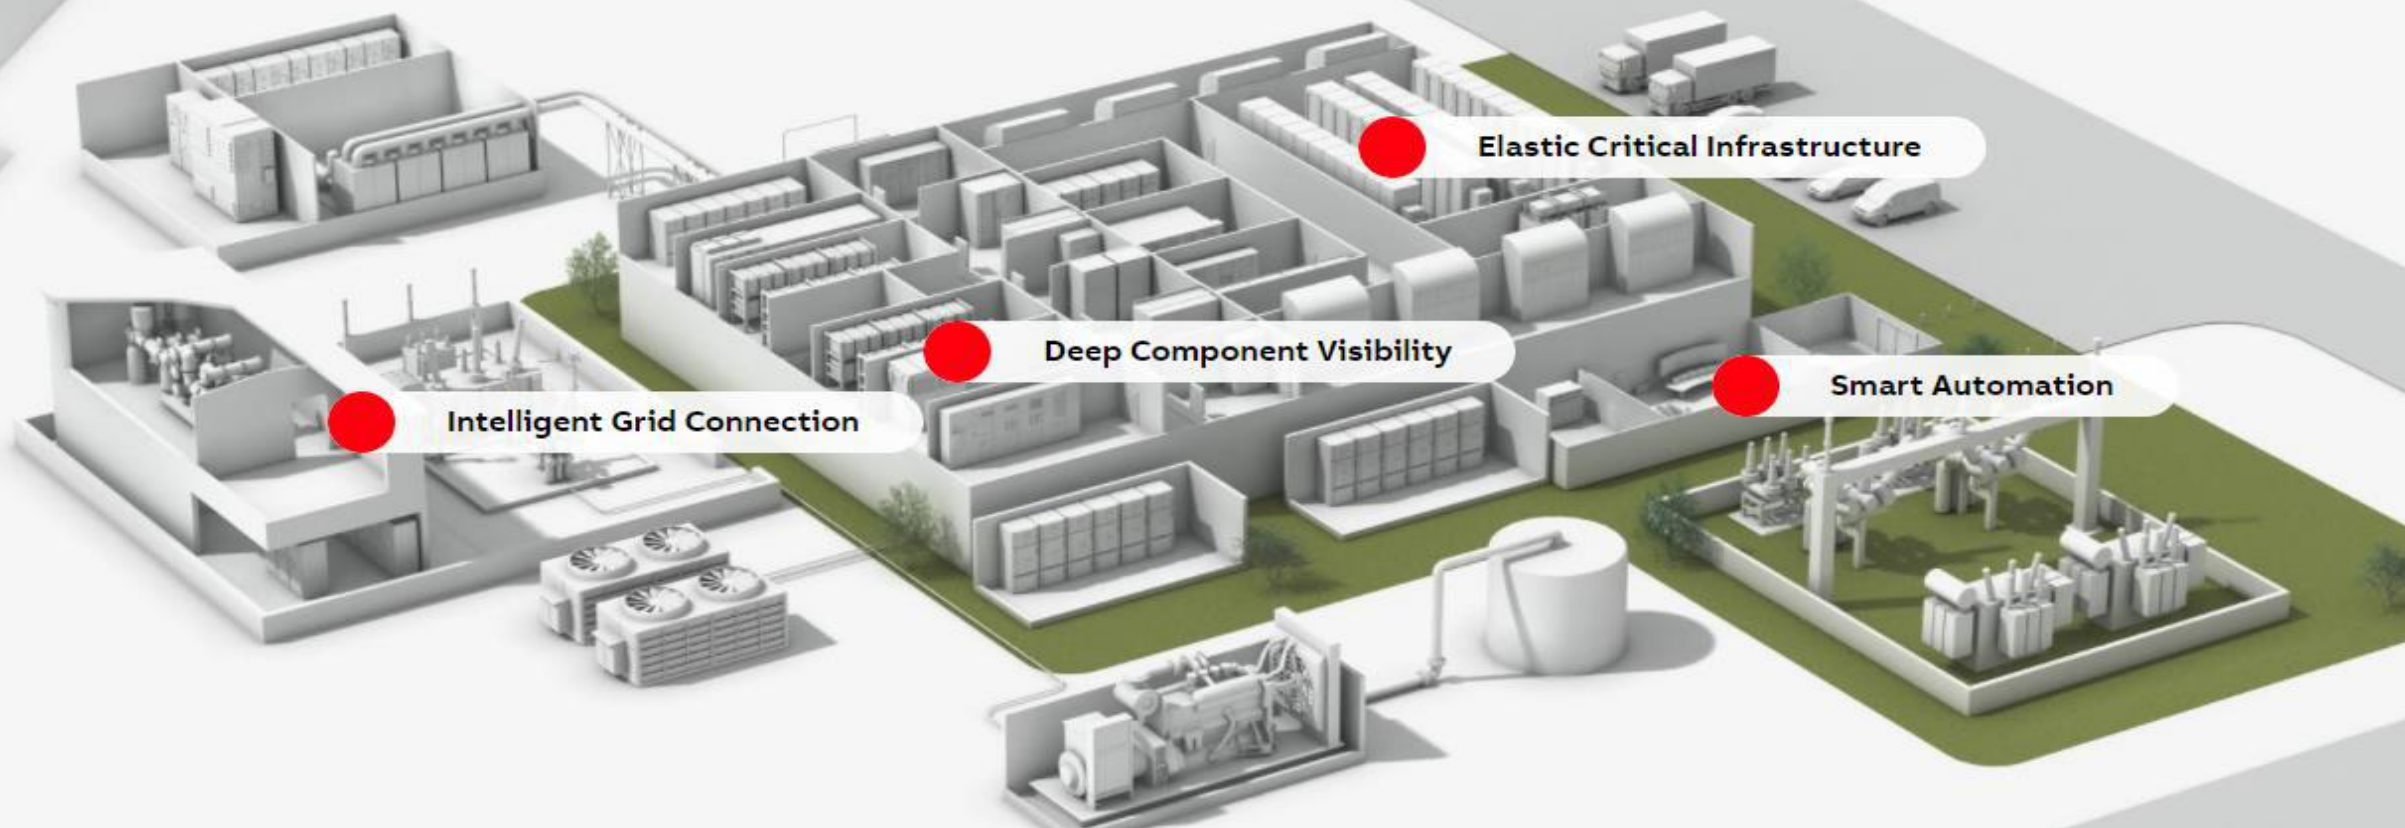 Elastic Critical Infrastructure
Deep Component Visibility
Smart Automation
Intelligent Grid Connection